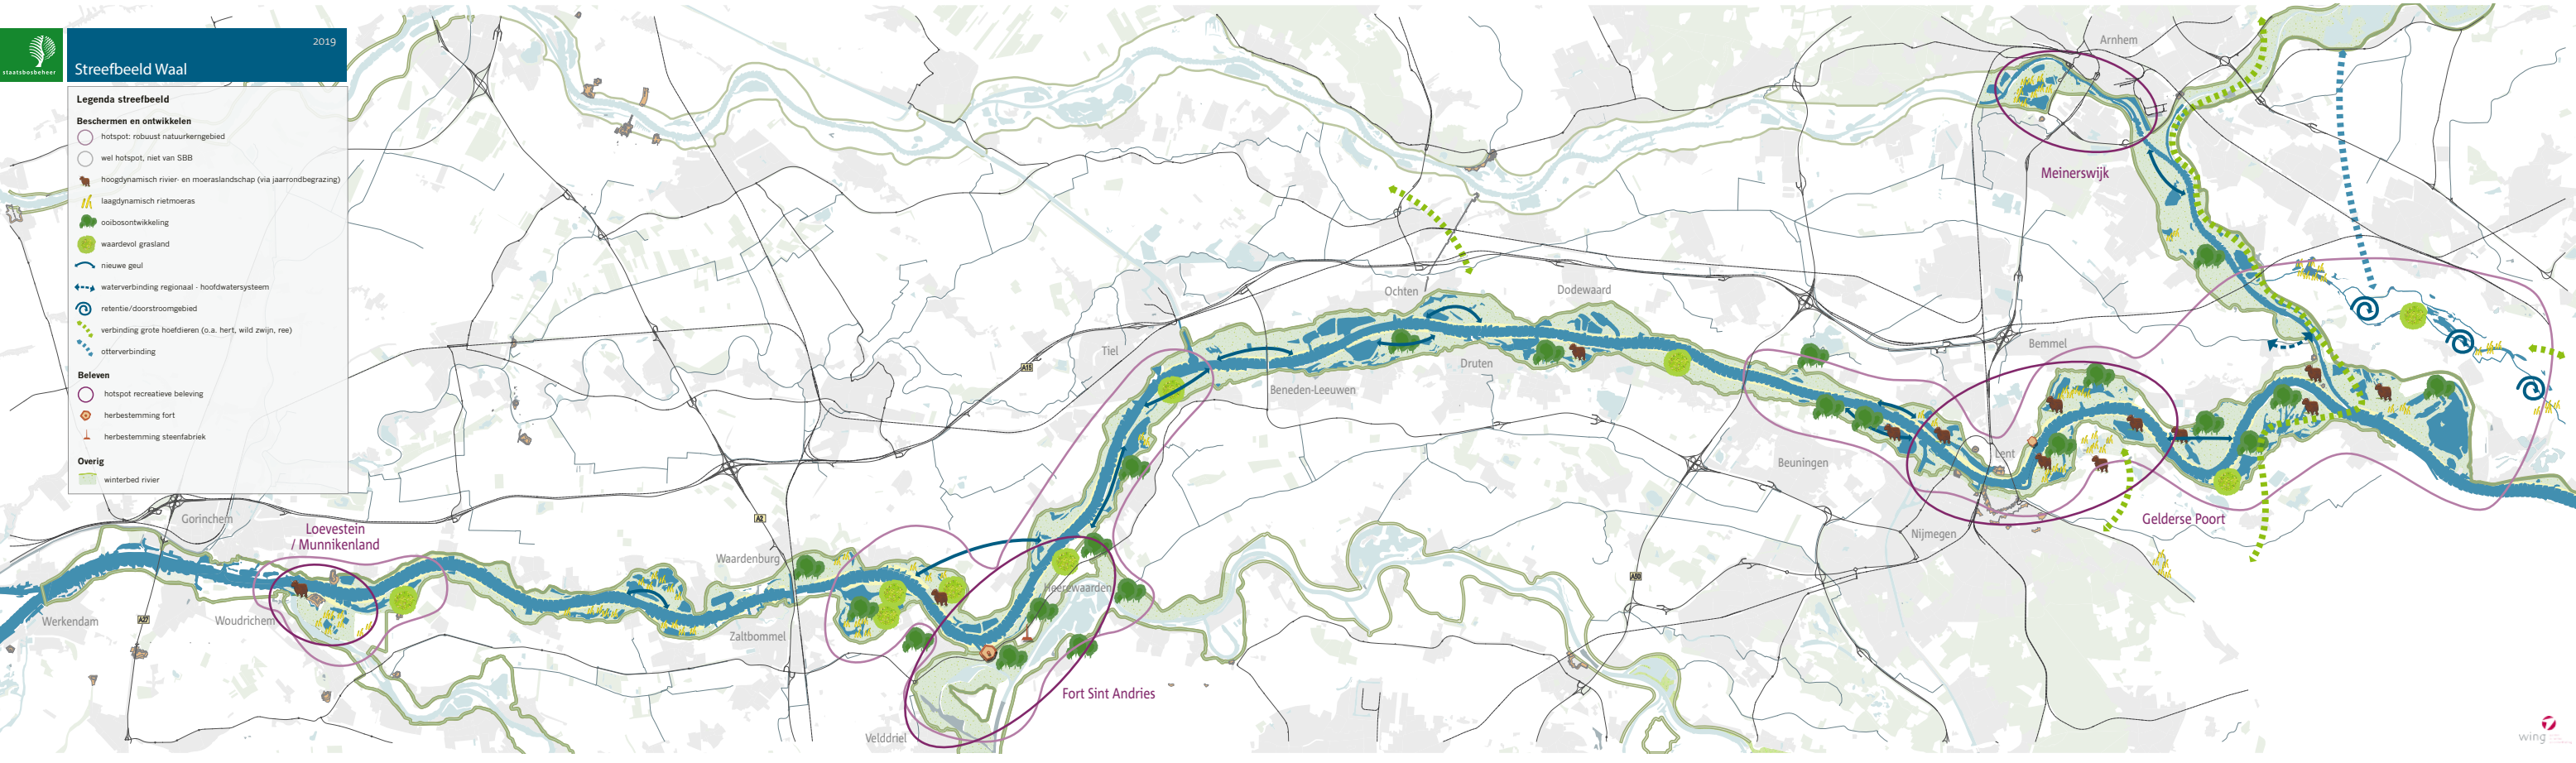 staatsbosbeheer
2019
Streefbeeld Waal
Legenda streefbeeld
Beschermen en ontwikkelen
hotspot: robuust natuurkerngebied
wel hotspot, niet van SBB
hoogdynamisch rivier- en moeraslandschap (via jaarrondbegrazing)
laagdynamisch rietmoeras
ooibosontwikkeling
waardevol grasland
nieuwe geul
waterverbinding regionaal - hoofdwatersysteem
retentie/doorstroomgebied
verbinding grote hoefdieren (o.a. hert, wild zwijn, ree)
otterverbinding
Beleven
hotspot recreatieve beleving
herbestemming fort
herbestemming steenfabriek
Overig
winterbed rivier
Arnhem
Meinerswijk
Ochten
Dodewaard
Tiel
Bemmel
A15
Druten
Beneden-Leeuwen
Lent
Beuningen
Gorinchem
A2
Loevestein
/ Munnikenland
Gelderse Poort
Nijmegen
Waardenburg
A50
Heerewaarden
Werkendam
A27
Woudrichem
Zaltbommel
Fort Sint Andries
Velddriel
wing